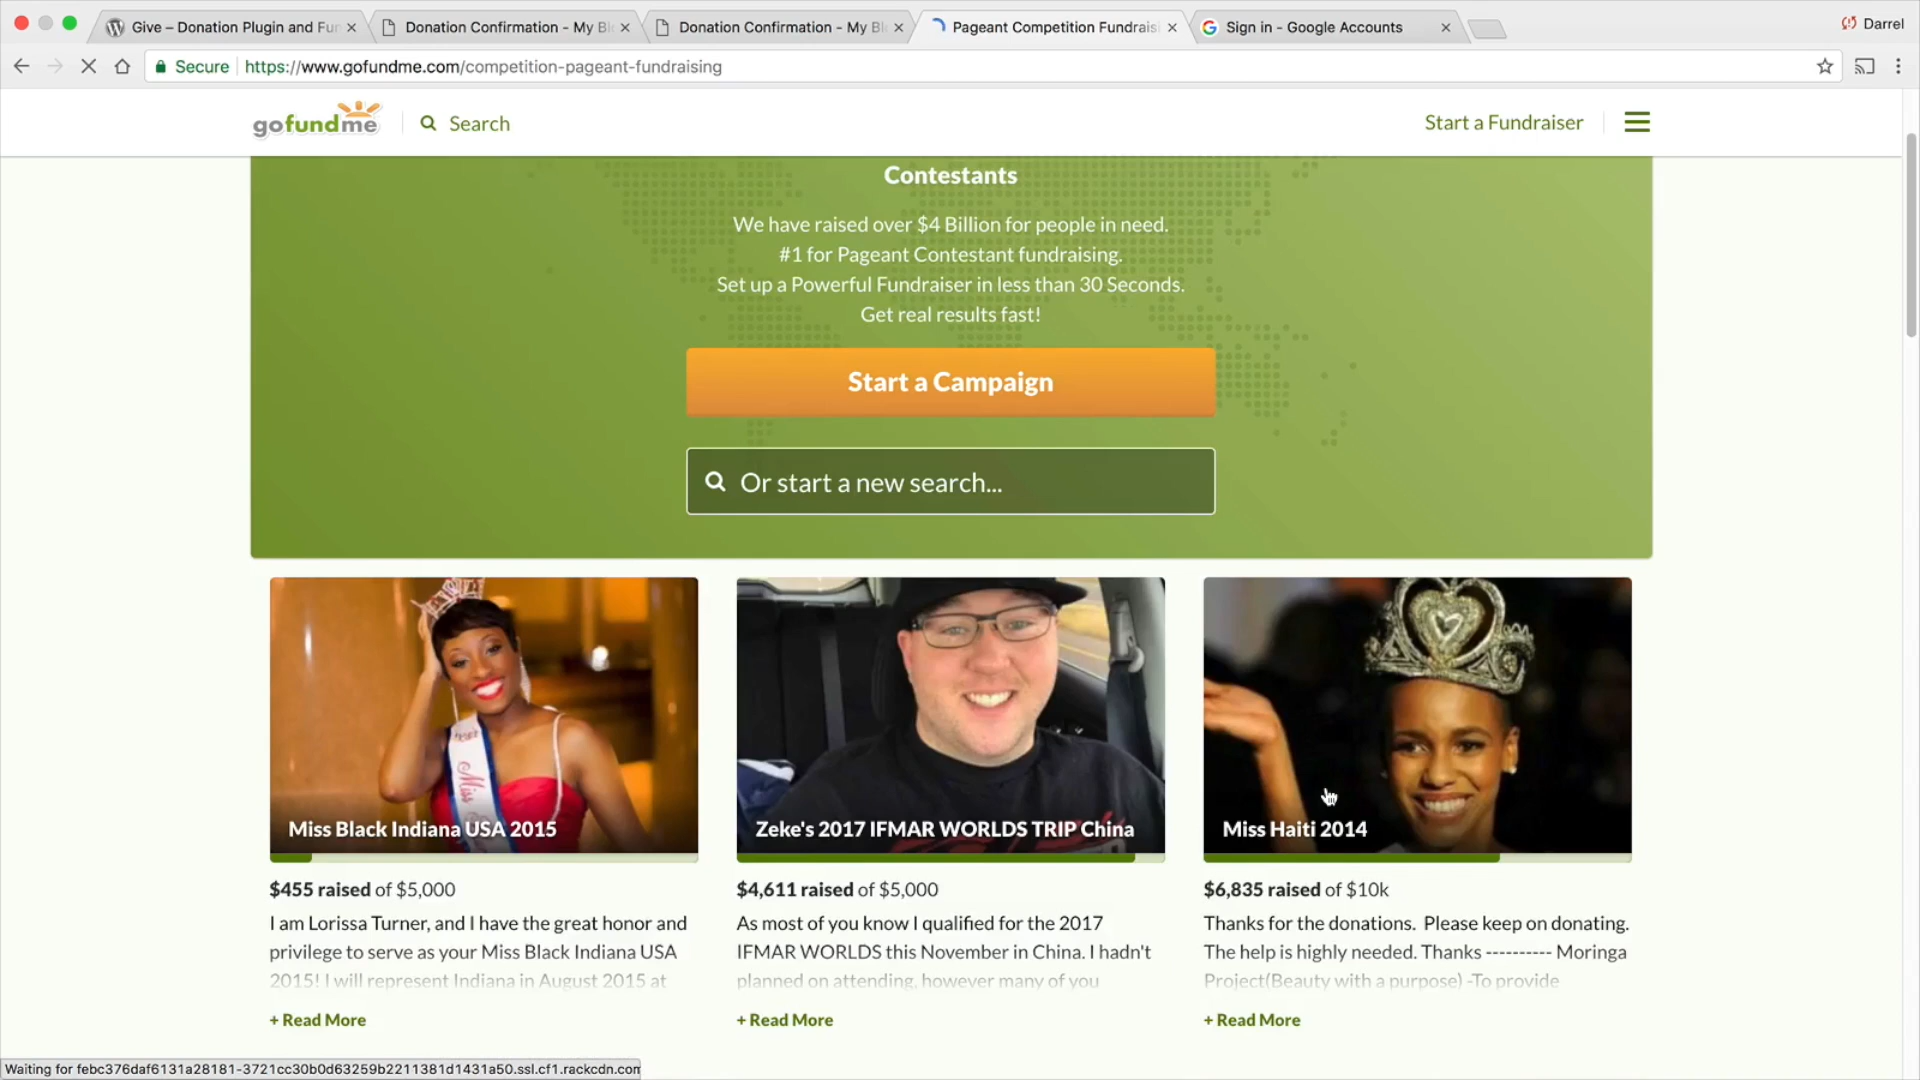 Give – Donation Plugin and Fun
Donation Confirmation - My Bl
Donation Confirmation - My Bl
Pageant Competition Fundrais
Sign in - Google Accounts
Darrel
Secure
https://www.gofundme.com/competition-pageant-fundraising
gofundme
Search
Start a Fundraiser
Contestants
We have raised over $4 Billion for people in need.
#1 for Pageant Contestant fundraising.
Set up a Powerful Fundraiser in less than 30 Seconds.
Get real results fast!
Start a Campaign
Or start a new search...
Miss
Miss Black Indiana USA 2015
Zeke's 2017 IFMAR WORLDS TRIP China
Miss Haiti 2014
$455 raised of $5,000
$4,611 raised of $5,000
$6,835 raised of $10k
I am Lorissa Turner, and I have the great honor and
privilege to serve as your Miss Black Indiana USA
2015! I will represent Indiana in August 2015 at
As most of you know I qualified for the 2017
IFMAR WORLDS this November in China. I hadn't
planned on attending, however many of you
Thanks for the donations.  Please keep on donating.
The help is highly needed. Thanks ---------- Moringa
Project(Beauty with a purpose) -To provide
+ Read More
+ Read More
+ Read More
Waiting for febc376daf6131a28181-3721cc30b0d63259b2211381d1431a50.ssl.cf1.rackcdn.com